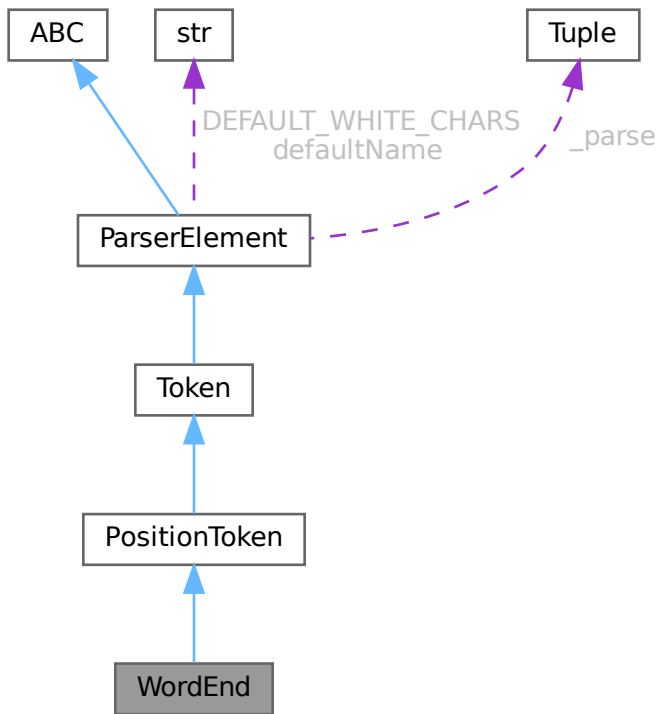 ABC
str
Tuple
DEFAULT_WHITE_CHARS
defaultName
_parse
ParserElement
Token
PositionToken
WordEnd